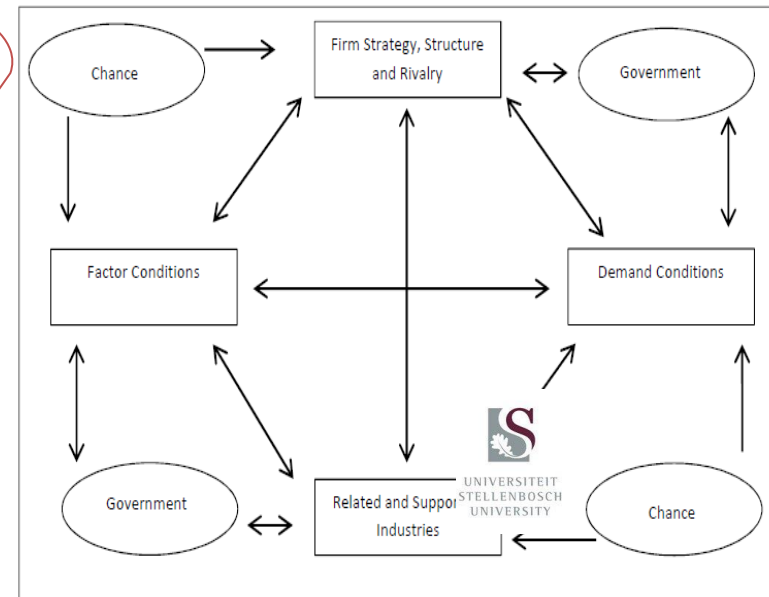 Firm Strategy, Structure
and Rivalry
Chance
Government
Factor Conditions
Demand Conditions
Government
Related and
Industries
UNIVERSITEIT
STELLENBOSCH
UNIVERSITY
Chance